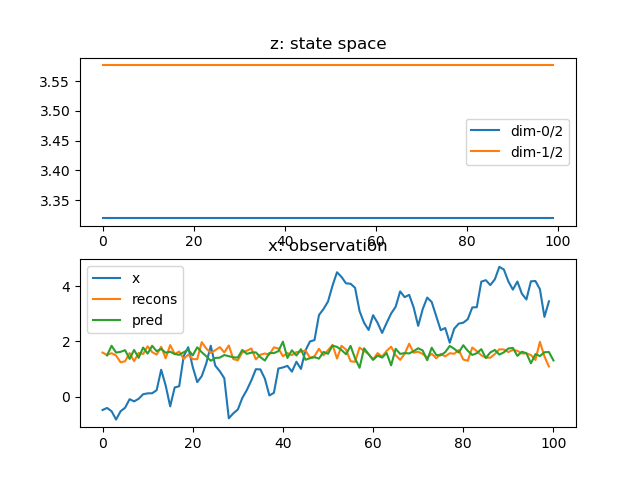 z: state space
3.55
3.50
3.45
3.40
3.35
dim-0/2
dim-1/2
0 20 40 60 80 100
x: observation
4
2
0
x
recons
pred
0 20 40 60 80 100